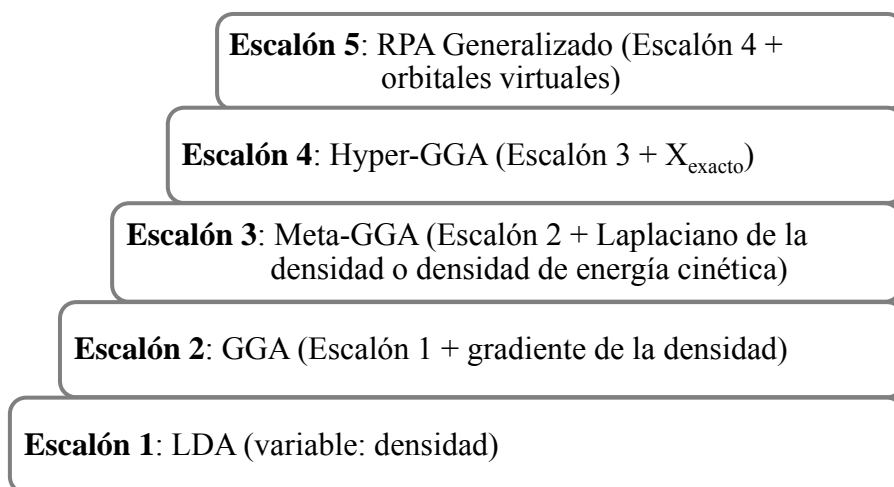 Escalón 5: RPA Generalizado (Escalón 4 +
orbitales virtuales)
Escalón 4: Hyper-GGA (Escalón 3 + X_exacto)
Escalón 3: Meta-GGA (Escalón 2 + Laplaciano de la
densidad o densidad de energía cinética)
Escalón 2: GGA (Escalón 1 + gradiente de la densidad)
Escalón 1: LDA (variable: densidad)